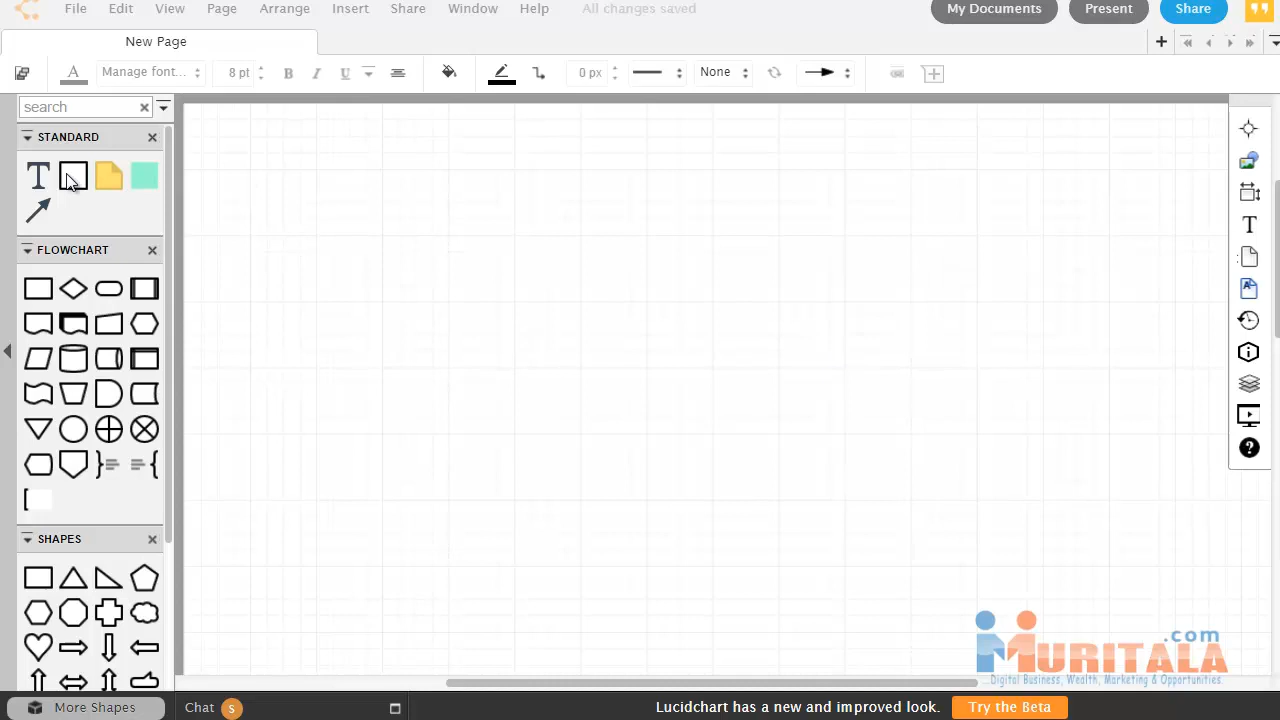 File Edit View Page Arrange Insert Share Window Help All changes saved My Documents Present Share
New Page
A Manage font... 8 pt B I U 0 px None
search
STANDARD
T
FLOWCHART
SHAPES
T
A
.com
MURITALA
...Digital Business, Wealth, Marketing & Opportunities.
More Shapes Chat S Lucidchart has a new and improved look. Try the Beta